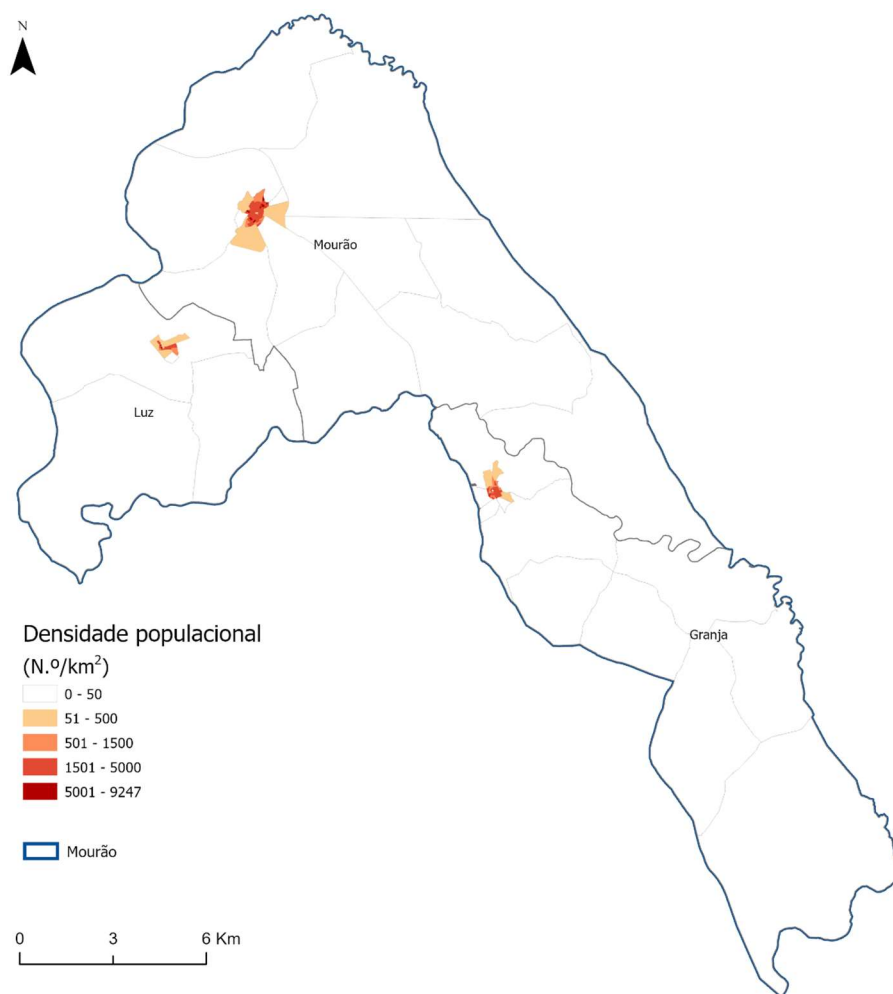 N
Mourão
Luz
Granja
Densidade populacional
(N.º/km²)
0 - 50
51 - 500
501 - 1500
1501 - 5000
5001 - 9247
Mourão
0 3 6 Km